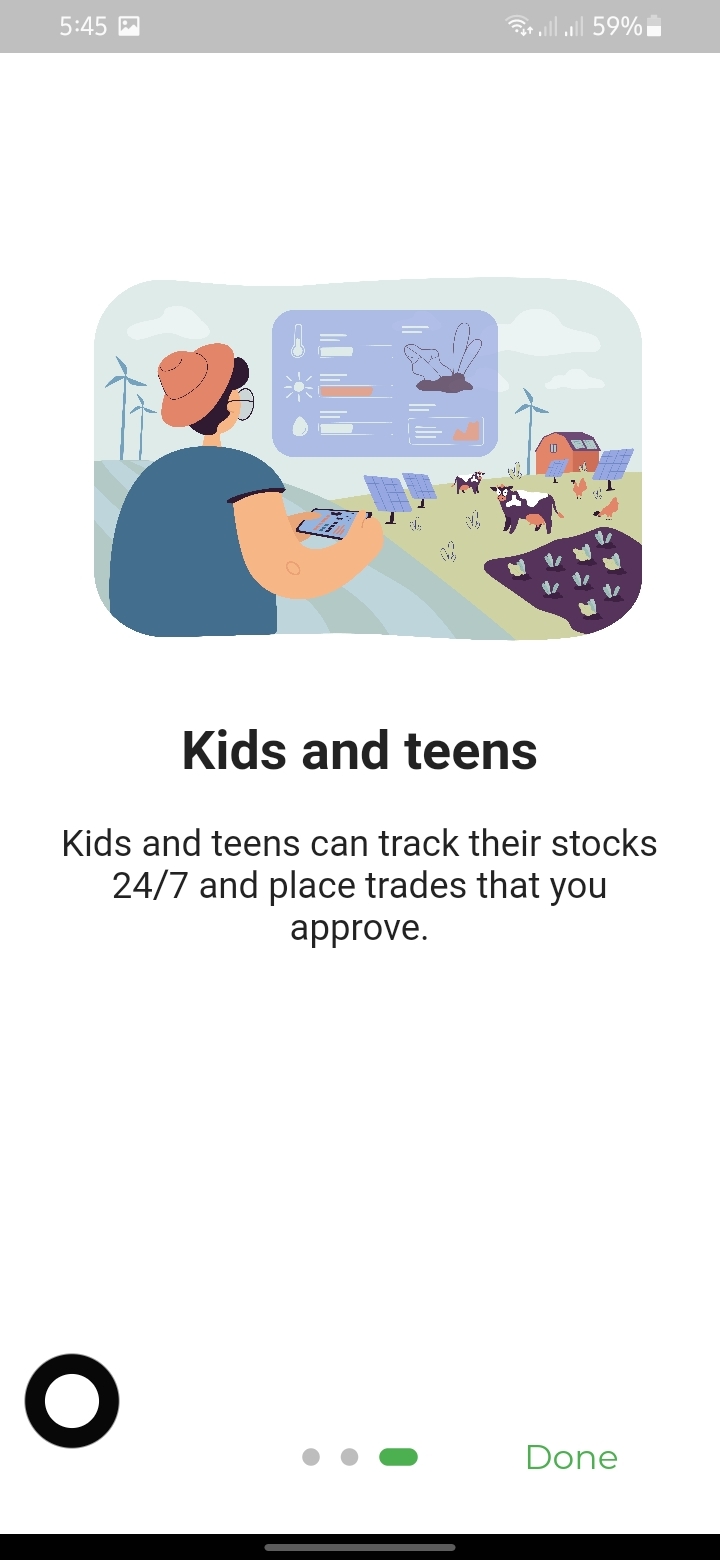 5:45
59%
Kids and teens
Kids and teens can track their stocks
24/7 and place trades that you
approve.
Done